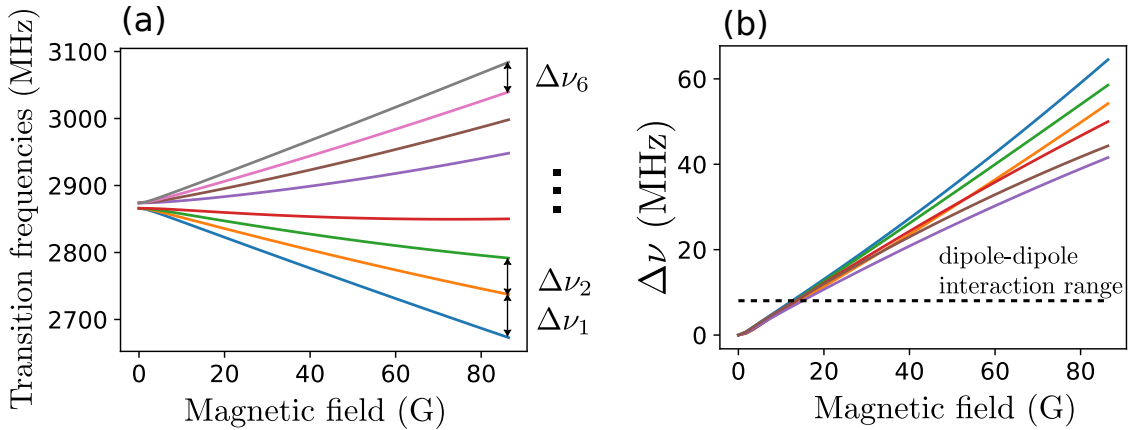 (a)
Transition frequencies (MHz)
3100
3000
2900
2800
2700
0
20
40
60
80
Magnetic field (G)
Δν6
Δν2
Δν1
(b)
Δν (MHz)
60
40
20
0
0
20
40
60
80
Magnetic field (G)
dipole-dipole
interaction range